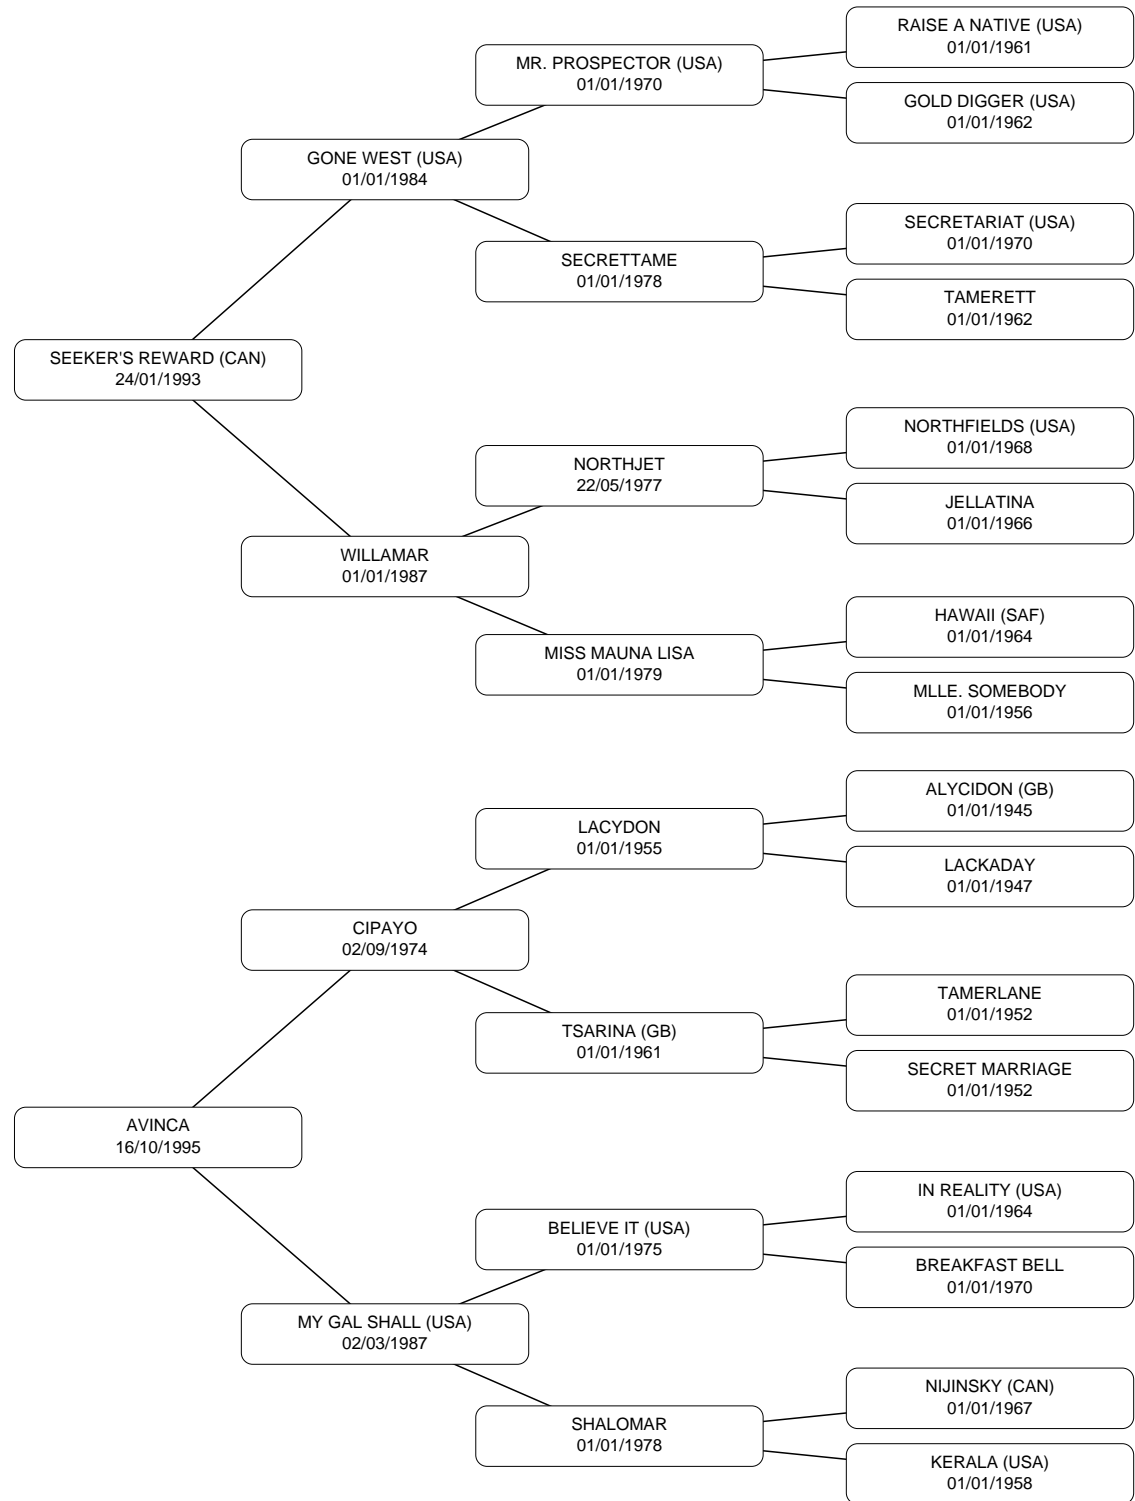 RAISE A NATIVE (USA)
01/01/1961
MR. PROSPECTOR (USA)
01/01/1970
GOLD DIGGER (USA)
01/01/1962
GONE WEST (USA)
01/01/1984
SECRETARIAT (USA)
01/01/1970
SECRETTAME
01/01/1978
TAMERETT
01/01/1962
SEEKER'S REWARD (CAN)
24/01/1993
NORTHFIELDS (USA)
01/01/1968
NORTHJET
22/05/1977
JELLATINA
01/01/1966
WILLAMAR
01/01/1987
HAWAII (SAF)
01/01/1964
MISS MAUNA LISA
01/01/1979
MLLE. SOMEBODY
01/01/1956
ALYCIDON (GB)
01/01/1945
LACYDON
01/01/1955
LACKADAY
01/01/1947
CIPAYO
02/09/1974
TAMERLANE
01/01/1952
TSARINA (GB)
01/01/1961
SECRET MARRIAGE
01/01/1952
AVINCA
16/10/1995
IN REALITY (USA)
01/01/1964
BELIEVE IT (USA)
01/01/1975
BREAKFAST BELL
01/01/1970
MY GAL SHALL (USA)
02/03/1987
NIJINSKY (CAN)
01/01/1967
SHALOMAR
01/01/1978
KERALA (USA)
01/01/1958